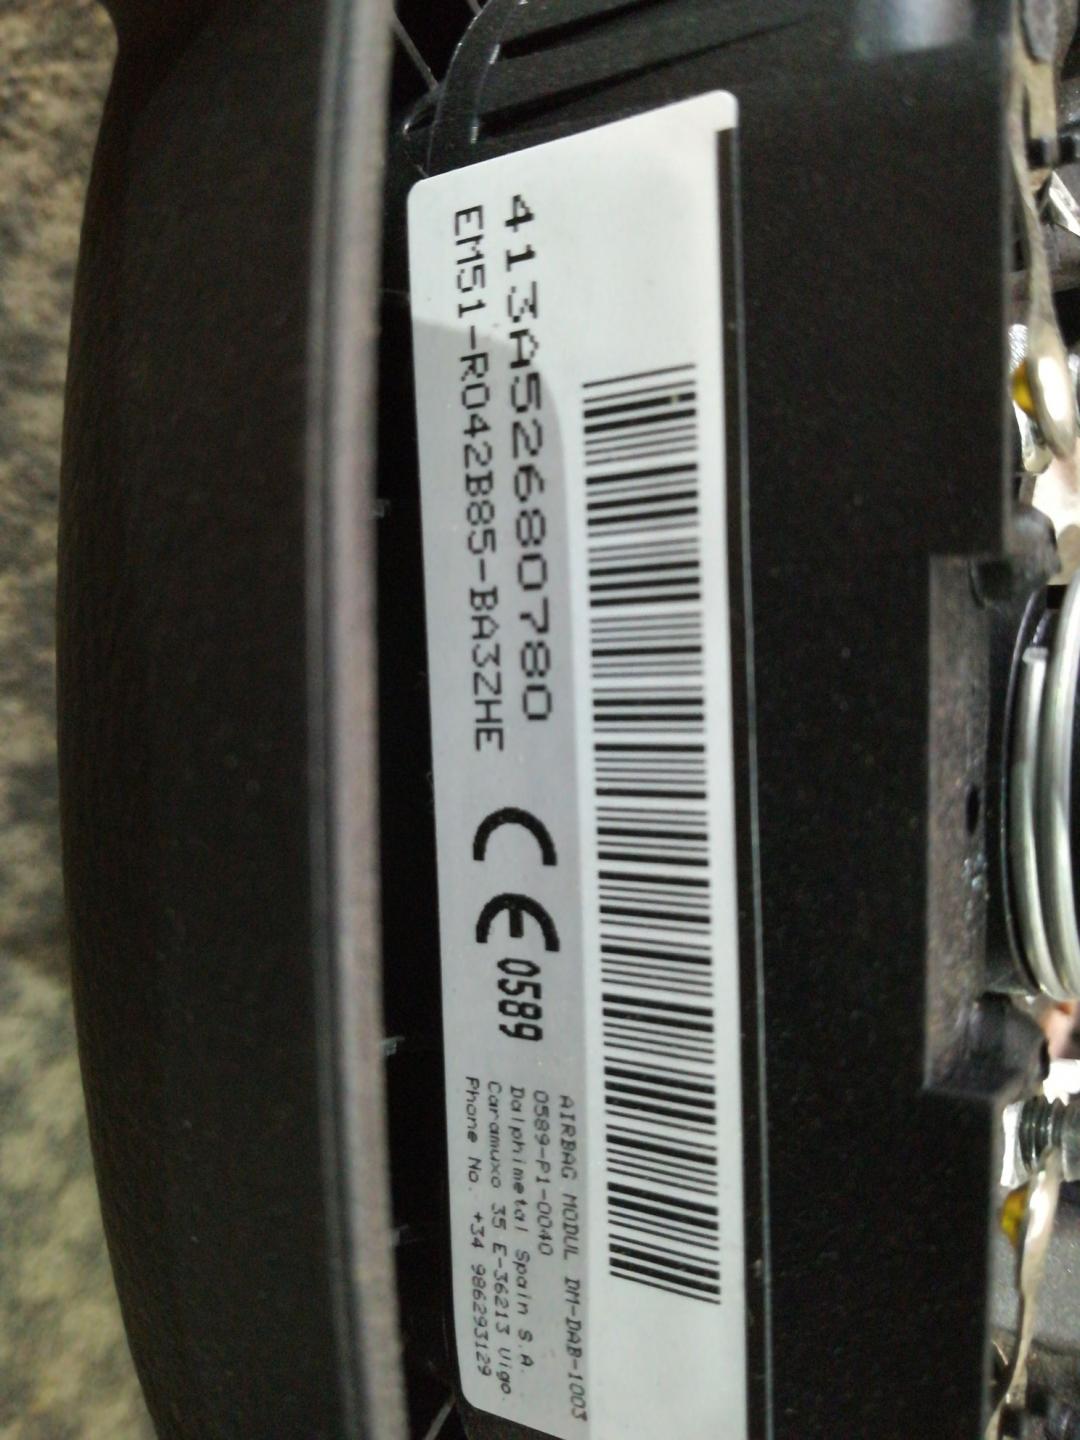 413A52680780
EM51-R042B85-BA3ZHE
CE 0589
AIRBAG MODUL DM-DAB-1003
0589-P1-0040
Dalphimetal Spain S.A.
Caramuxo 35 E-36213 Vigo
Phone No. +34 986293129